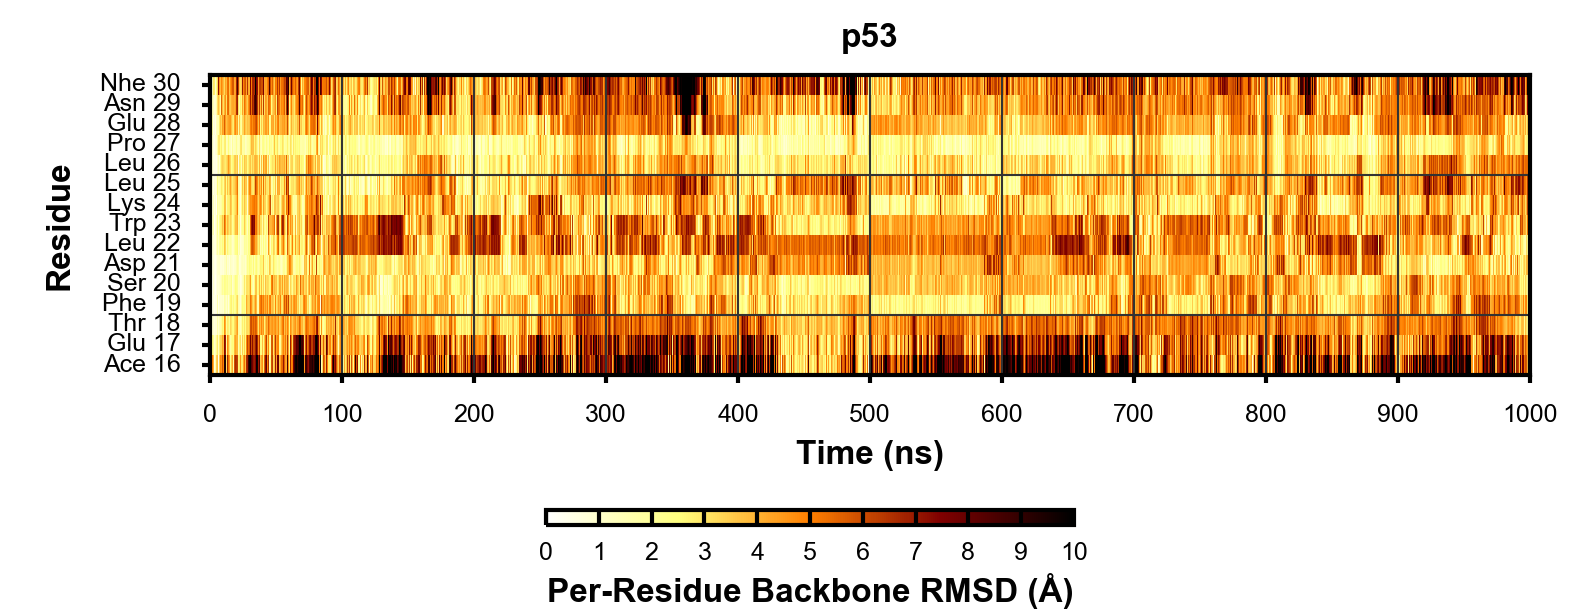 p53
Nhe 30
Asn 29
Glu 28
Pro 27
Leu 26
Leu 25
Lys 24
Trp 23
Leu 22
Asp 21
Ser 20
Phe 19
Thr 18
Glu 17
Ace 16
Residue
0 100 200 300 400 500 600 700 800 900 1000
Time (ns)
0 1 2 3 4 5 6 7 8 9 10
Per-Residue Backbone RMSD (Å)